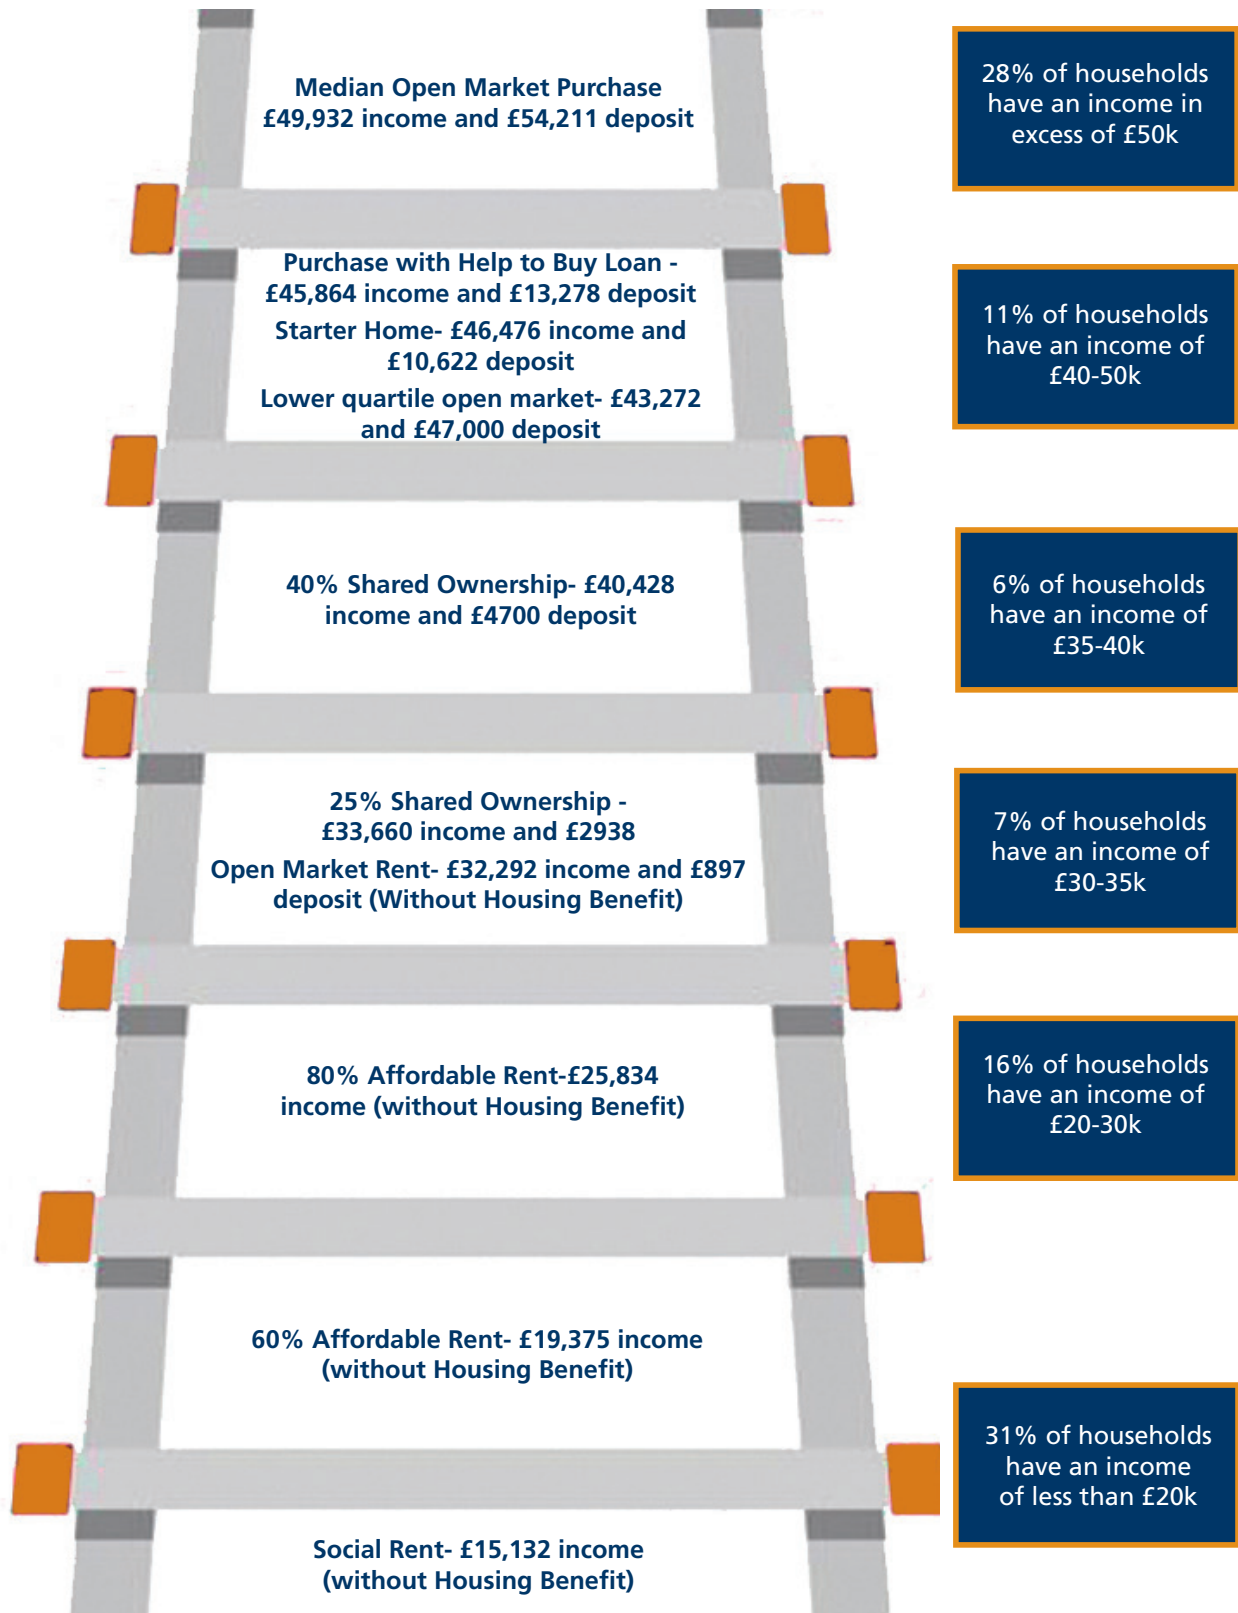 Median Open Market Purchase
£49,932 income and £54,211 deposit
28% of households
have an income in
excess of £50k
Purchase with Help to Buy Loan -
£45,864 income and £13,278 deposit
Starter Home- £46,476 income and
£10,622 deposit
Lower quartile open market- £43,272
and £47,000 deposit
11% of households
have an income of
£40-50k
40% Shared Ownership- £40,428
income and £4700 deposit
6% of households
have an income of
£35-40k
25% Shared Ownership -
£33,660 income and £2938
Open Market Rent- £32,292 income and £897
deposit (Without Housing Benefit)
7% of households
have an income of
£30-35k
80% Affordable Rent-£25,834
income (without Housing Benefit)
16% of households
have an income of
£20-30k
60% Affordable Rent- £19,375 income
(without Housing Benefit)
31% of households
have an income
of less than £20k
Social Rent- £15,132 income
(without Housing Benefit)